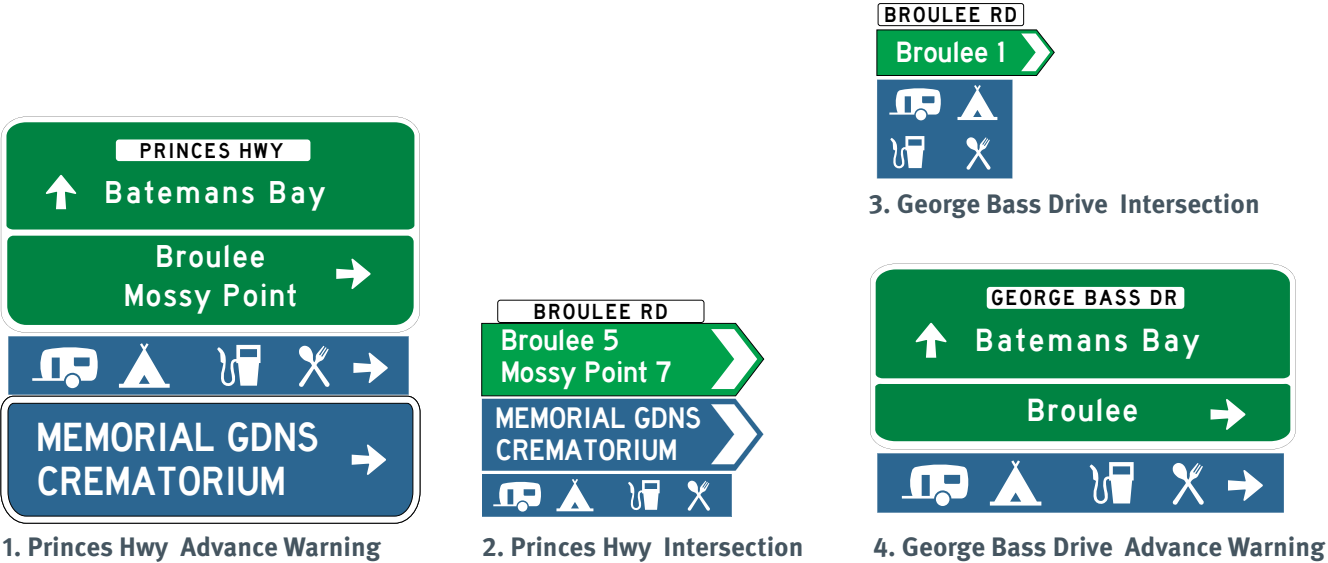 PRINCES HWY
Batemans Bay
Broulee
Mossy Point
MEMORIAL GDNS
CREMATORIUM
1. Princes Hwy Advance Warning
BROULEE RD
Broulee 5
Mossy Point 7
MEMORIAL GDNS
CREMATORIUM
2. Princes Hwy Intersection
BROULEE RD
Broulee 1
3. George Bass Drive Intersection
GEORGE BASS DR
Batemans Bay
Broulee
4. George Bass Drive Advance Warning